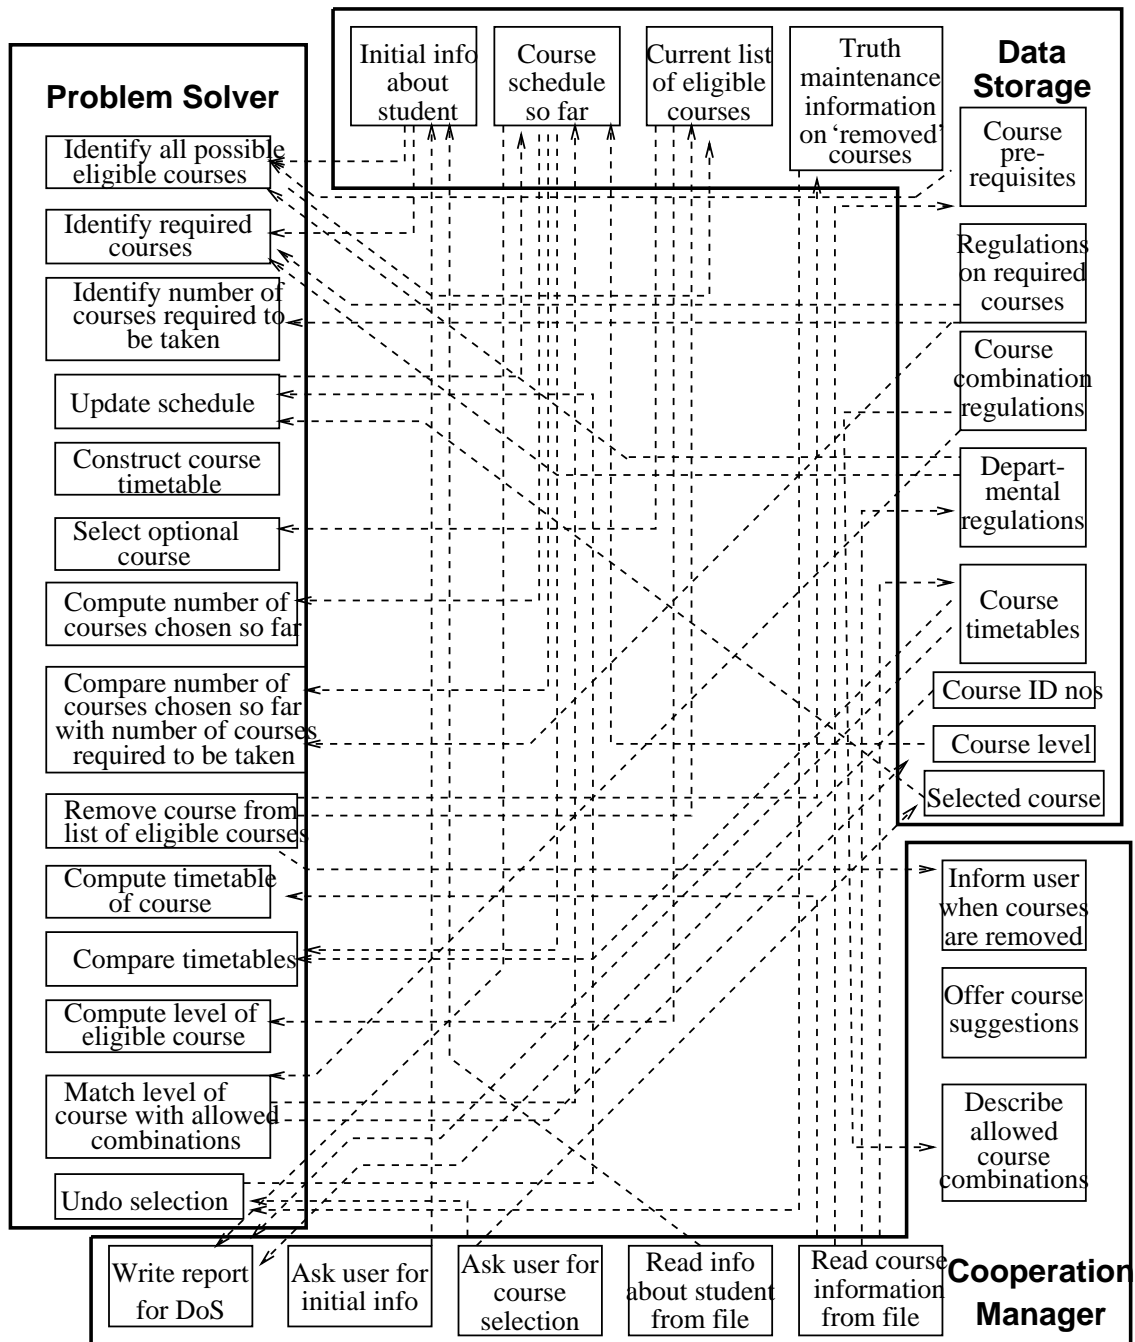 Problem Solver
Identify all possible
eligible courses
Identify required
courses
Identify number of
courses required to
be taken
Update schedule
Construct course
timetable
Select optional
course
Compute number of
courses chosen so far
Compare number of
courses chosen so far
with number of courses
required to be taken
Remove course from
list of eligible courses
Compute timetable
of course
Compare timetables
Compute level of
eligible course
Match level of
course with allowed
combinations
Undo selection
Initial info
about
student
Course
schedule
so far
Current list
of eligible
courses
Truth
maintenance
information
on ‘removed’
courses
Data
Storage
Course
pre-
requisites
Regulations
on required
courses
Course
combination
regulations
Depart-
mental
regulations
Course
timetables
Course ID nos
Course level
Selected course
Inform user
when courses
are removed
Offer course
suggestions
Describe
allowed
course
combinations
Write report
for DoS
Ask user for
initial info
Ask user for
course
selection
Read info
about student
from file
Read course
information
from file
Cooperation
Manager